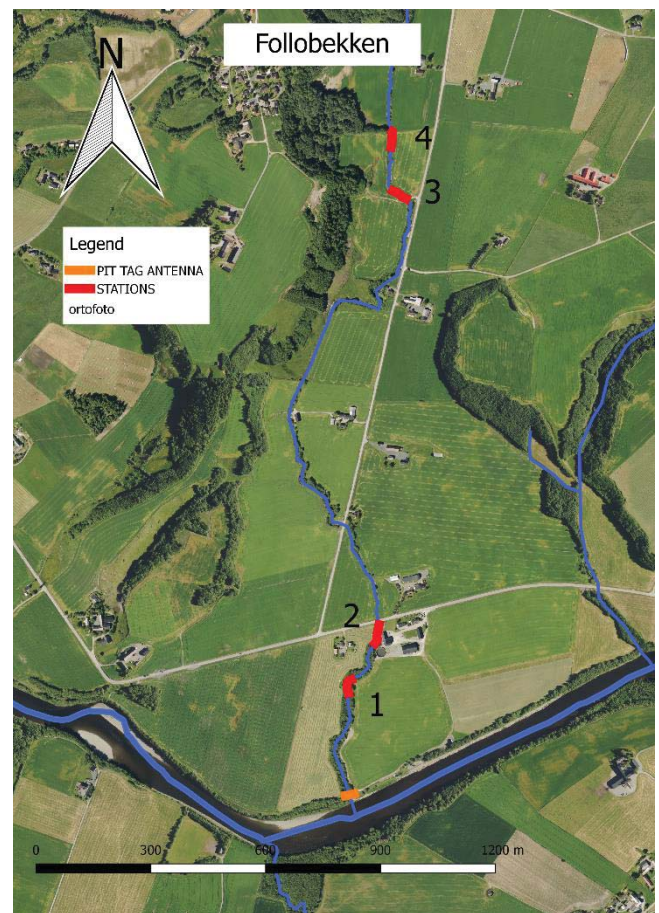 Follobekken
N
4
3
Legend
PIT TAG ANTENNA
STATIONS
ortofoto
2
1
0 300 600 900 1200 m